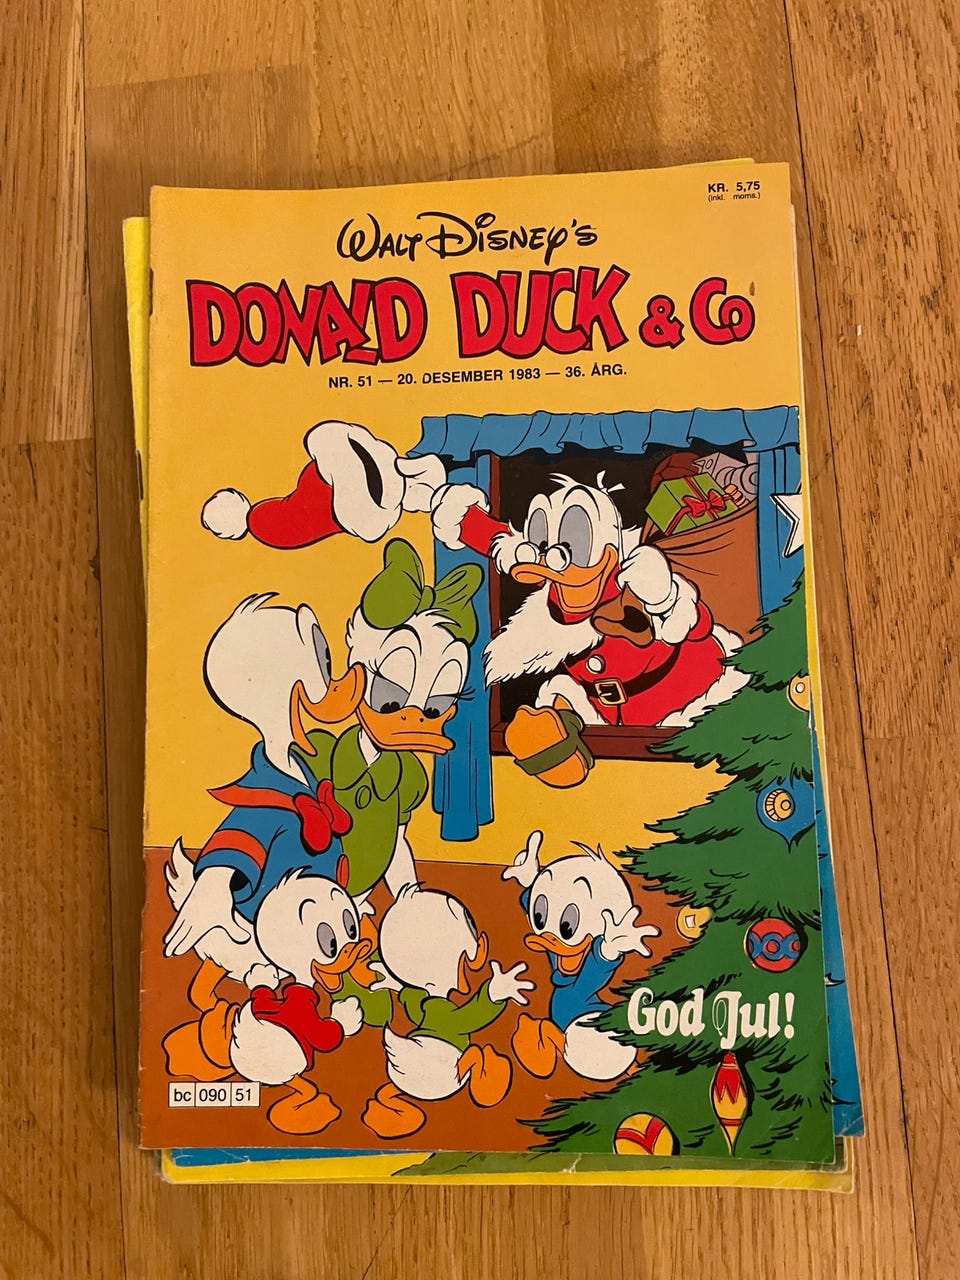 KR. 5,75
(inkl. moms.)
WALT DISNEY'S
DONALD DUCK & Co
NR. 51 — 20. DESEMBER 1983 — 36. ÅRG.
God Jul!
bc 090 51